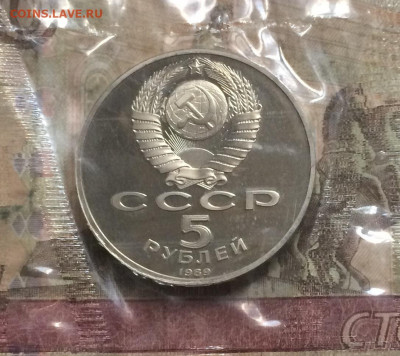 COINS.LAVE.RU
СССР
5
РУБЛЕЙ
1989
СТ